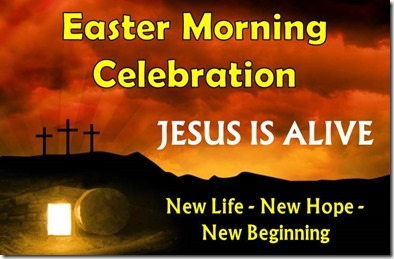 Easter Morning
Celebration
JESUS IS ALIVE
New Life - New Hope -
New Beginning